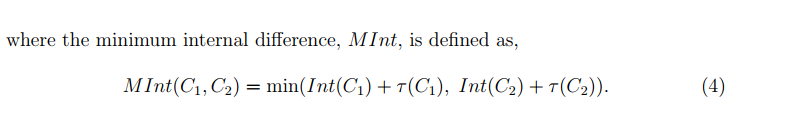 where the minimum internal difference, MInt, is defined as,
MInt(C₁, C₂) = min(Int(C₁) + τ(C₁), Int(C₂) + τ(C₂)). (4)